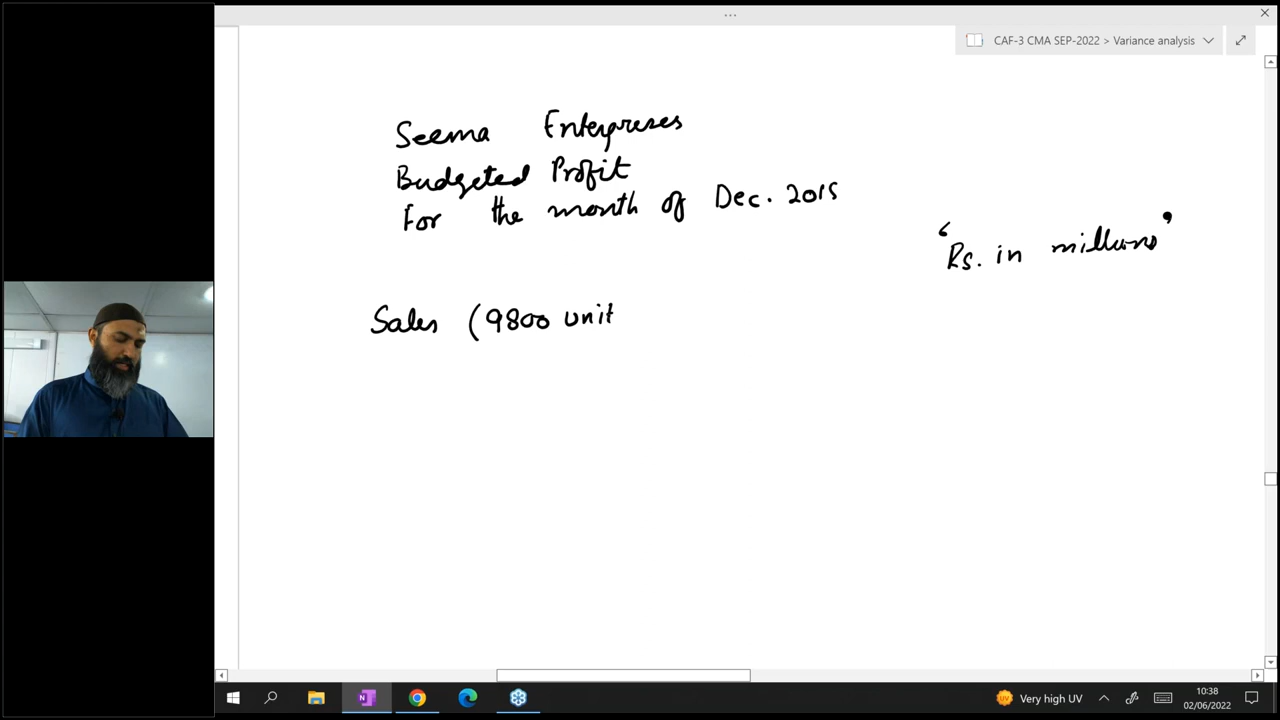 CAF-3 CMA SEP-2022 > Variance analysis
Seema Enterpreses
Budgeted Profit
For the month of Dec. 2015
"Rs. in millions"
Sales (9800 unit
Very high UV
10:38
02/06/2022